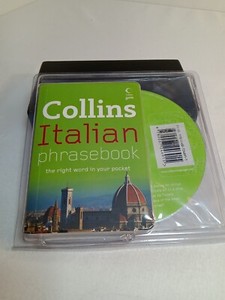 Collins
Italian
phrasebook
the right word in your pocket